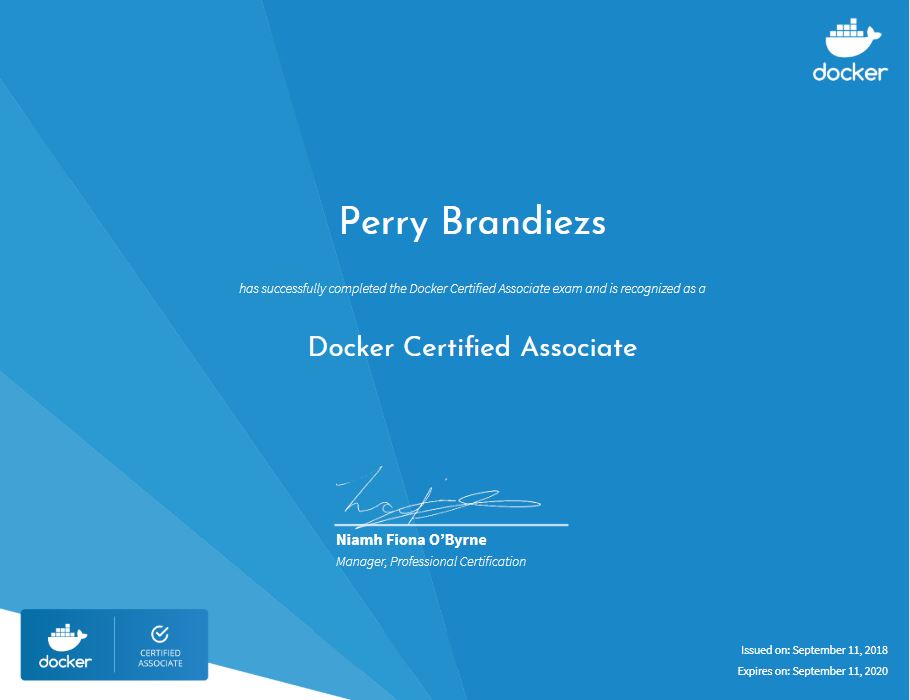 docker
Perry Brandiezs
has successfully completed the Docker Certified Associate exam and is recognized as a
Docker Certified Associate
Niamh Fiona O'Byrne
Manager, Professional Certification
docker
CERTIFIED
ASSOCIATE
Issued on: September 11, 2018
Expires on: September 11, 2020